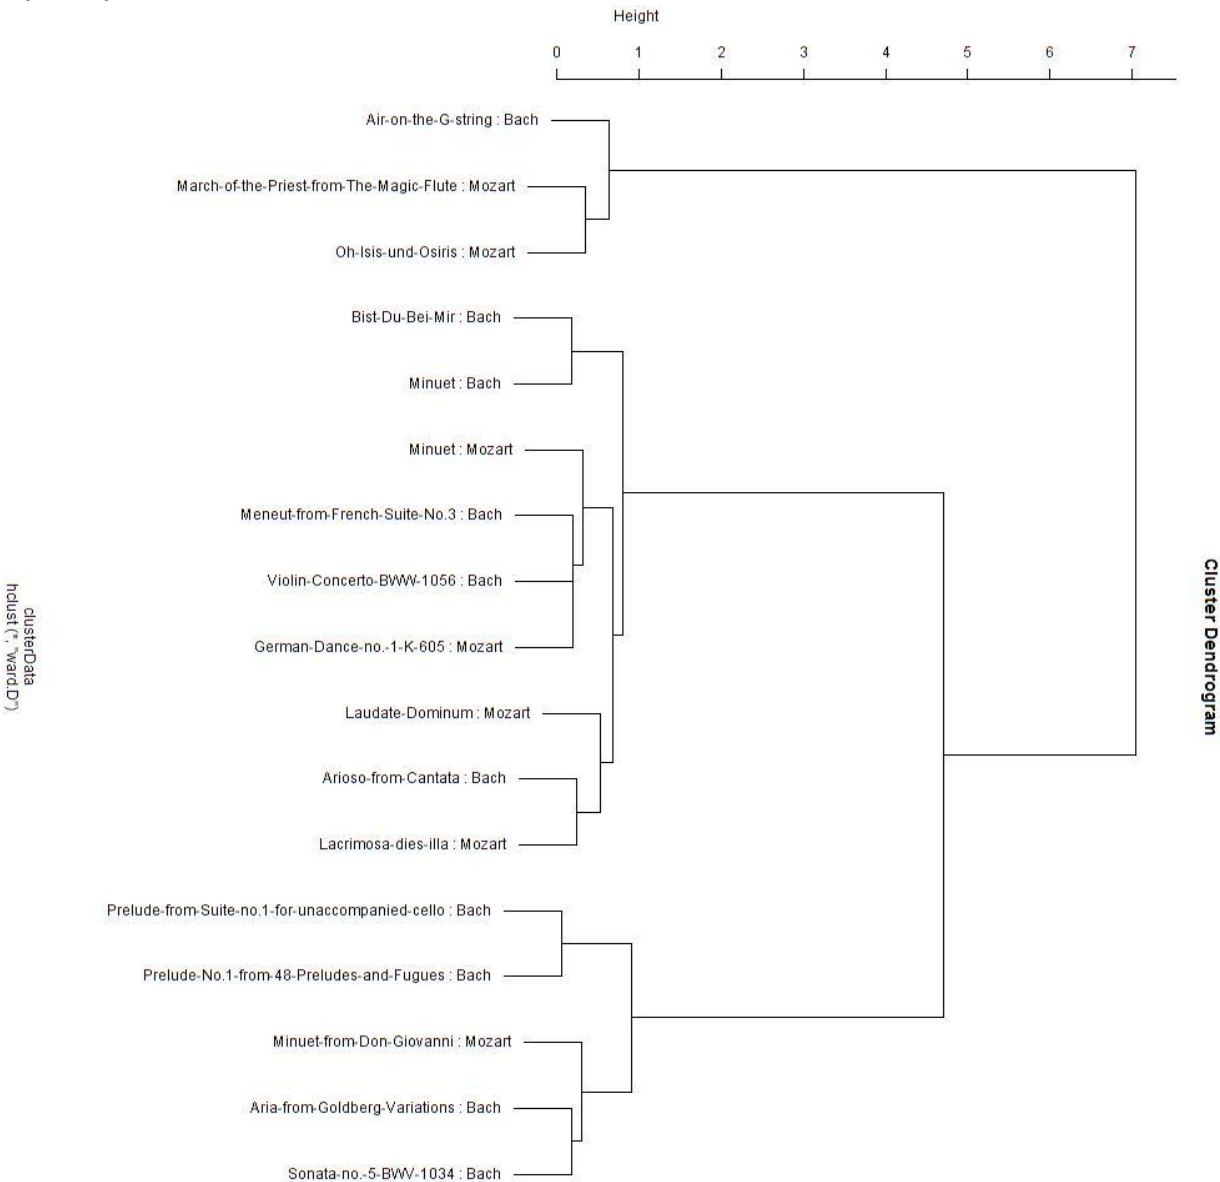 Height
0 1 2 3 4 5 6 7
Air-on-the-G-string : Bach
March-of-the-Priest-from-The-Magic-Flute : Mozart
Oh-Isis-und-Osiris : Mozart
Bist-Du-Bei-Mir : Bach
Minuet : Bach
Minuet : Mozart
Meneut-from-French-Suite-No.3 : Bach
Violin-Concerto-BWW-1056 : Bach
German-Dance-no.-1-K-605 : Mozart
Laudate-Dominum : Mozart
Arioso-from-Cantata : Bach
Lacrimosa-dies-illa : Mozart
Prelude-from-Suite-no.1-for-unaccompanied-cello : Bach
Prelude-No.1-from-48-Preludes-and-Fugues : Bach
Minuet-from-Don-Giovanni : Mozart
Aria-from-Goldberg-Variations : Bach
Sonata-no.-5-BWV-1034 : Bach
Cluster Dendrogram
clusterData
hclust (*, "ward.D")